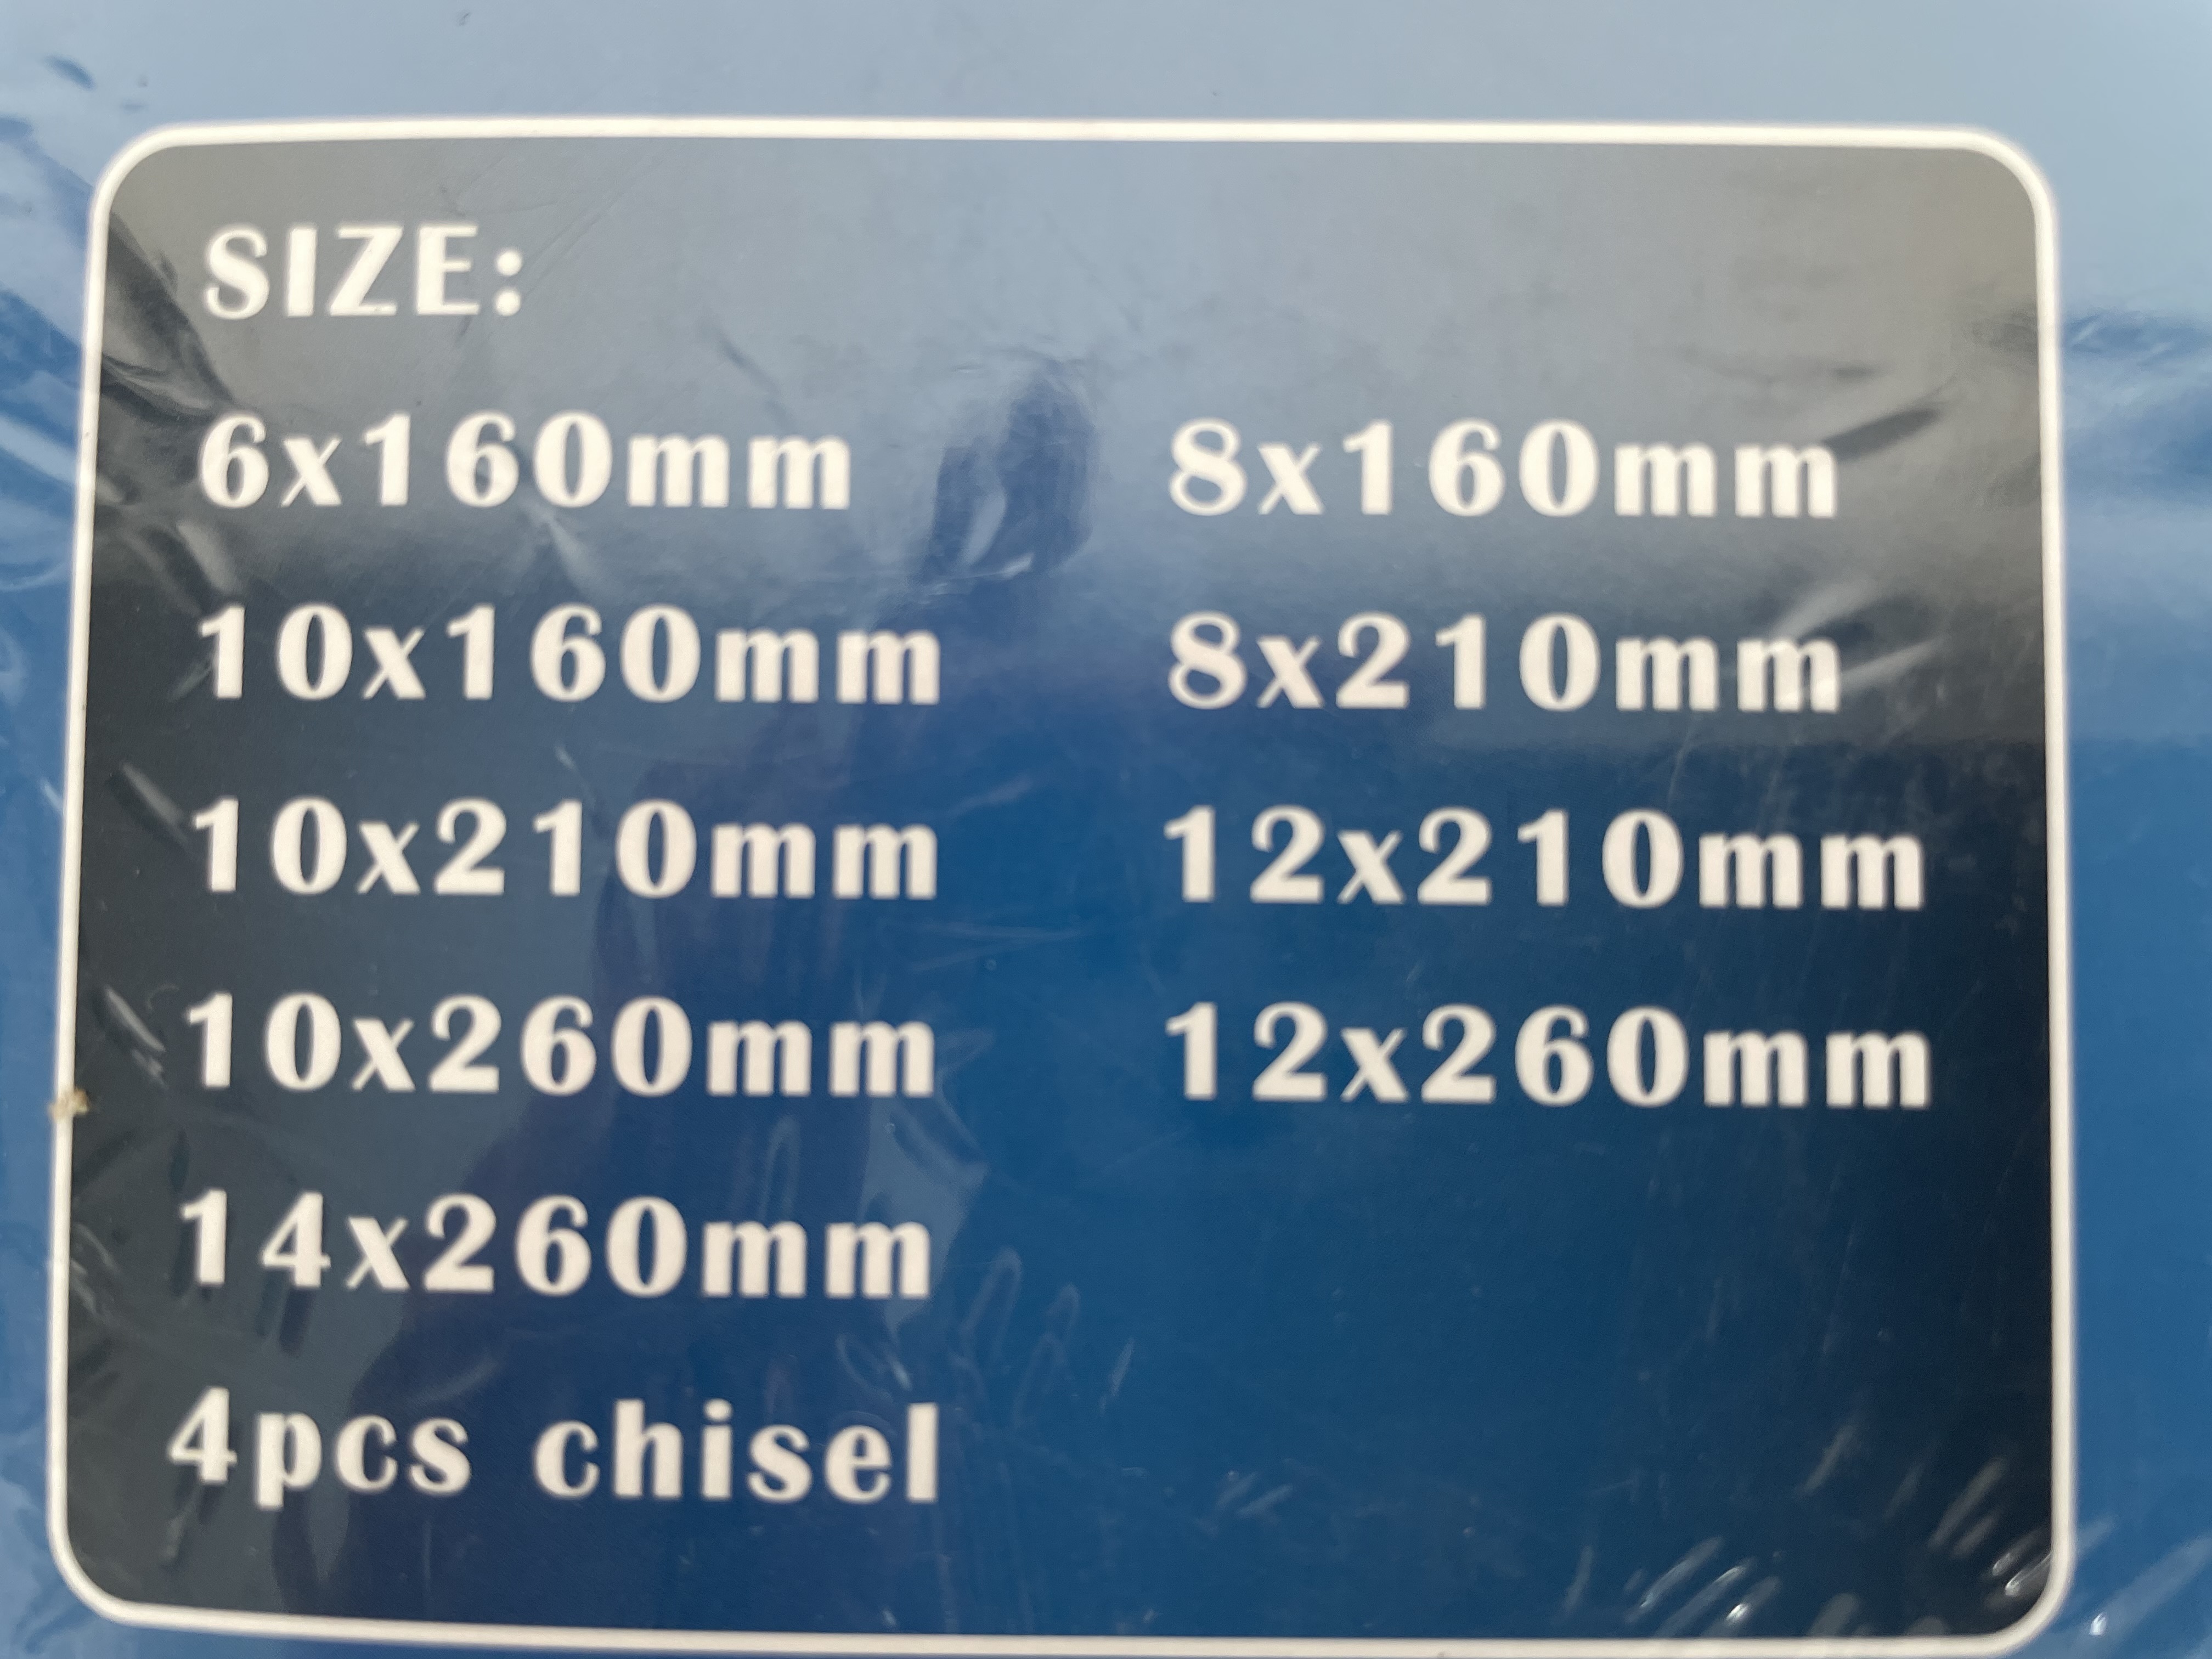 SIZE:
6x160mm 8x160mm
10x160mm 8x210mm
10x210mm 12x210mm
10x260mm 12x260mm
14x260mm
4pcs chisel